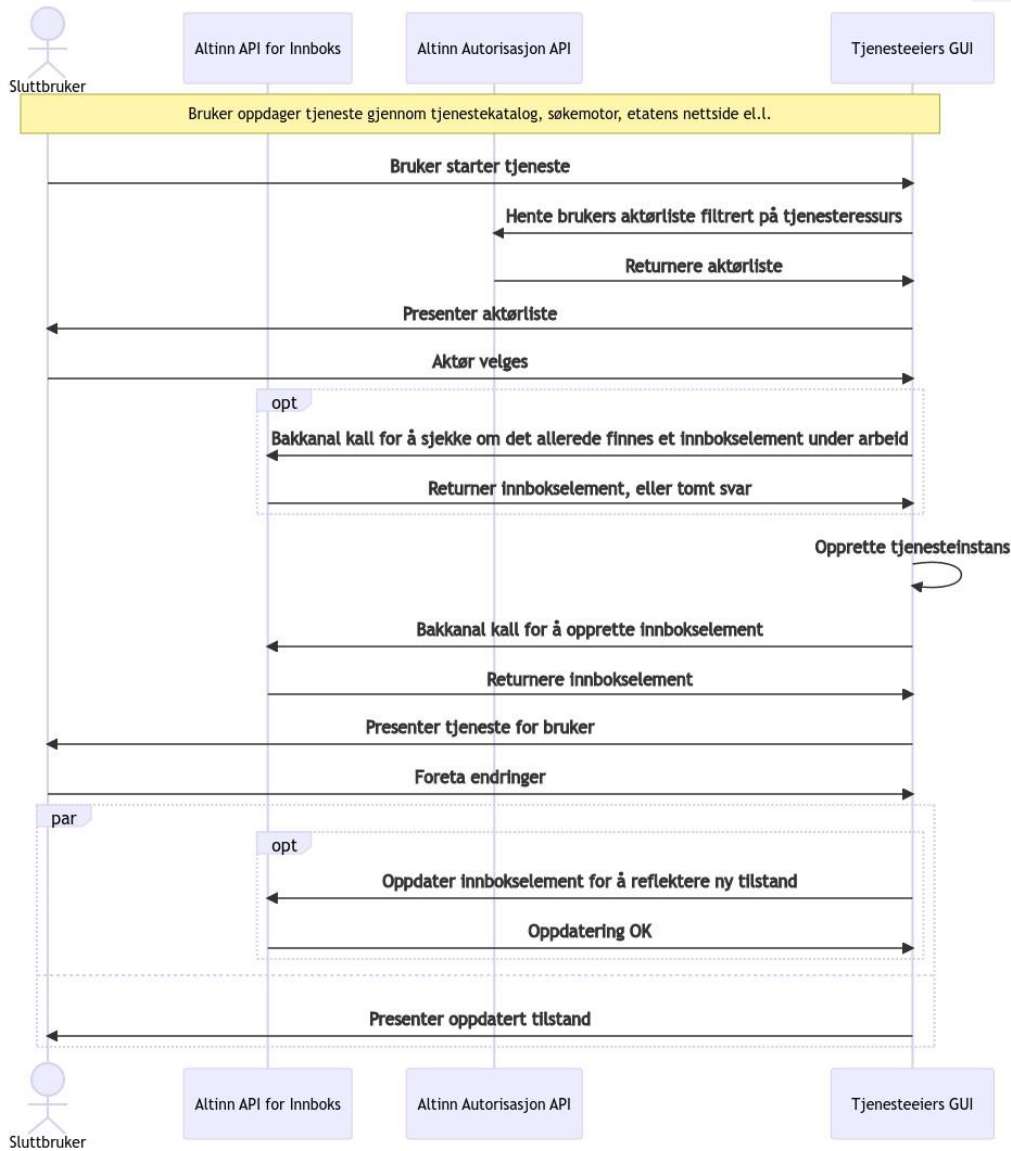 Altinn API for Innboks
Altinn Autorisasjon API
Tjenesteeiers GUI
Sluttbruker
Bruker oppdager tjeneste gjennom tjenestekatalog, søkemotor, etatens nettside el.l.
Bruker starter tjeneste
Hente brukers aktørliste filtrert på tjenesteressurs
Returnere aktørliste
Presenter aktørliste
Aktør velges
opt
Bakkanal kall for å sjekke om det allerede finnes et innbokselement under arbeid
Returner innbokselement, eller tomt svar
Opprette tjenesteinstans
Bakkanal kall for å opprette innbokselement
Returnere innbokselement
Presenter tjeneste for bruker
Foreta endringer
par
opt
Oppdater innbokselement for å reflektere ny tilstand
Oppdatering OK
Presenter oppdatert tilstand
Altinn API for Innboks
Altinn Autorisasjon API
Tjenesteeiers GUI
Sluttbruker